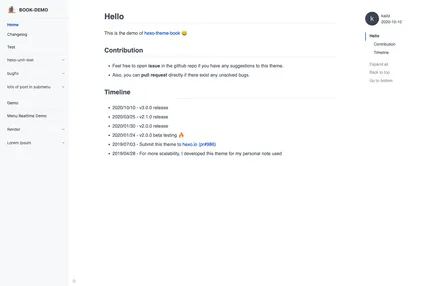 BOOK-DEMO
Home
Changelog
Test
hexo-unit-test
bugfix
lots of post in submenu
Demo
Menu Realtime Demo
Render
Lorem ipsum
Hello
This is the demo of hexo-theme-book 😄
Contribution
Feel free to open issue in the github repo if you have any suggestions to this theme.
Also, you can pull request directly if there exist any unsolved bugs.
Timeline
2020/10/10 - v3.0.0 release
2020/03/25 - v2.1.0 release
2020/01/30 - v2.0.0 release
2020/01/24 - v2.0.0 beta testing 🔥
2019/07/03 - Submit this theme to hexo.io (pr#986)
2019/04/28 - For more scalability, I developed this theme for my personal note used
k
kaidd
2020-10-10
Hello
Contribution
Timeline
Expand all
Back to top
Go to bottom